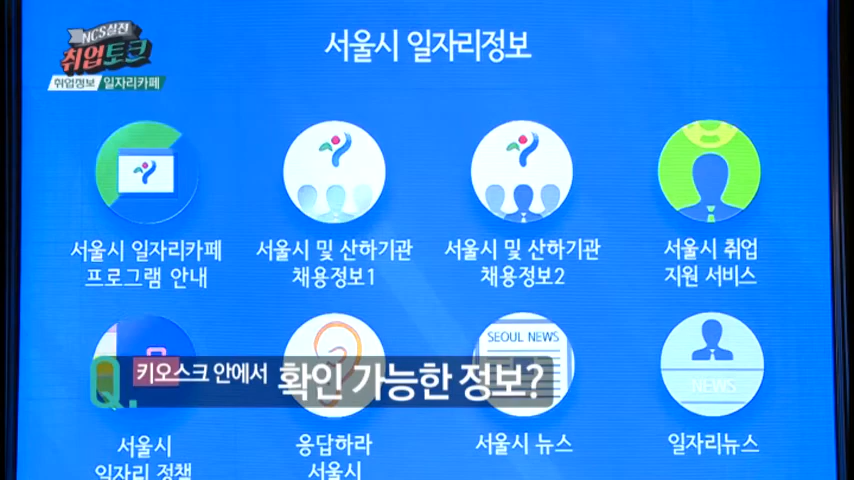 NCS실전
취업토크
취업정보 일자리카페
서울시 일자리정보
서울시 일자리카페
프로그램 안내
서울시 및 산하기관
채용정보1
서울시 및 산하기관
채용정보2
서울시 취업
지원 서비스
SEOUL NEWS
NEWS
Q. 키오스크 안에서 확인 가능한 정보?
서울시
일자리 정책
응답하라
서울시
서울시 뉴스
일자리뉴스